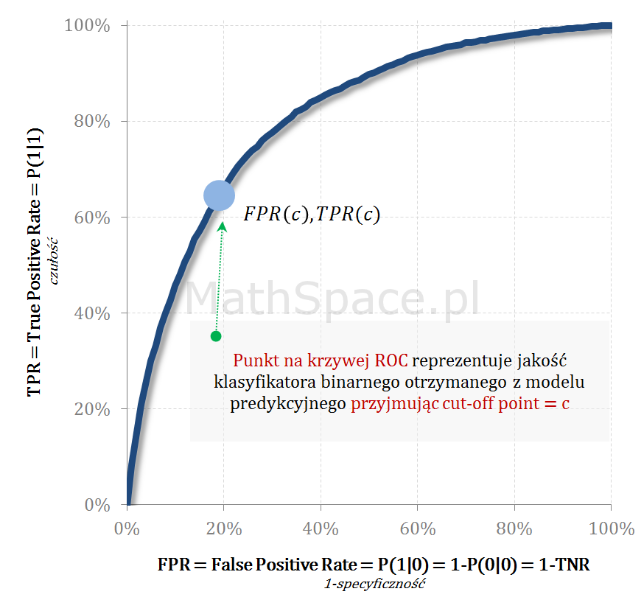 100%
80%
60%
40%
20%
0%
TPR = True Positive Rate = P(1|1)
czułość
FPR(c),TPR(c)
MathSpace.pl
Punkt na krzywej ROC reprezentuje jakość
klasyfikatora binarnego otrzymanego z modelu
predykcyjnego przyjmując cut-off point = c
0% 20% 40% 60% 80% 100%
FPR = False Positive Rate = P(1|0) = 1-P(0|0) = 1-TNR
1-specyficzność